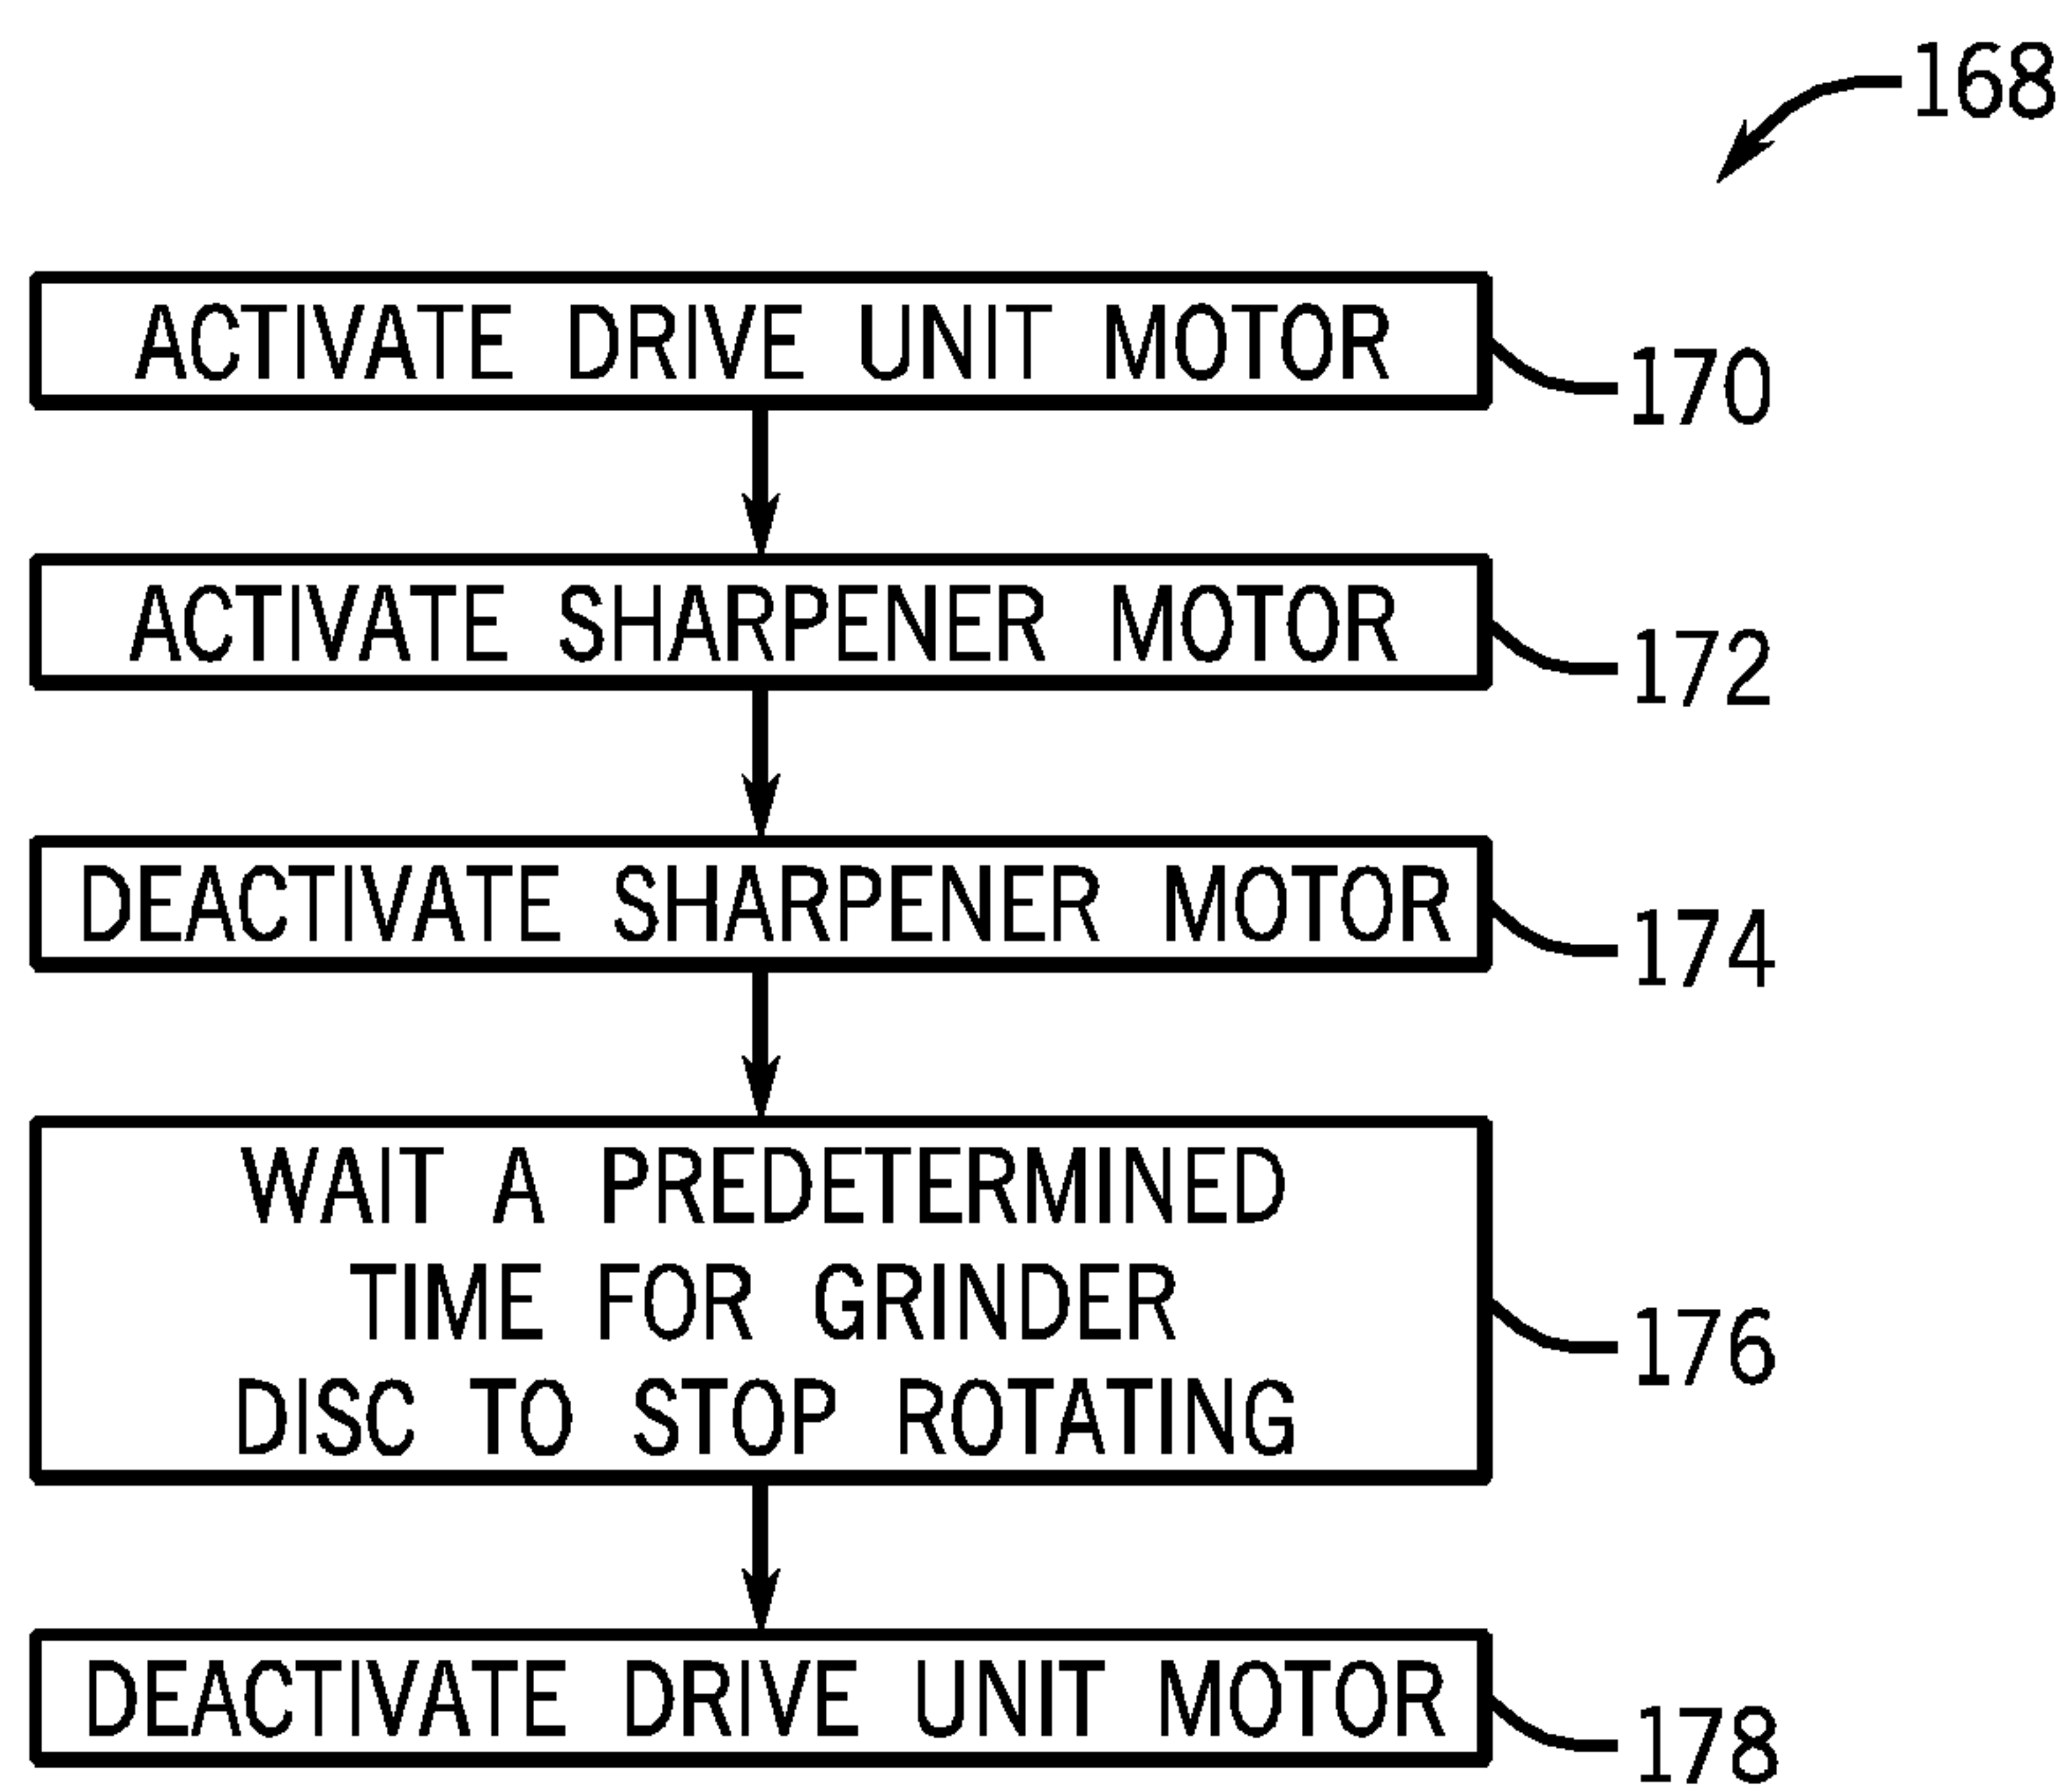 168
ACTIVATE DRIVE UNIT MOTOR
170
ACTIVATE SHARPENER MOTOR
172
DEACTIVATE SHARPENER MOTOR
174
WAIT A PREDETERMINED
TIME FOR GRINDER
DISC TO STOP ROTATING
176
DEACTIVATE DRIVE UNIT MOTOR
178